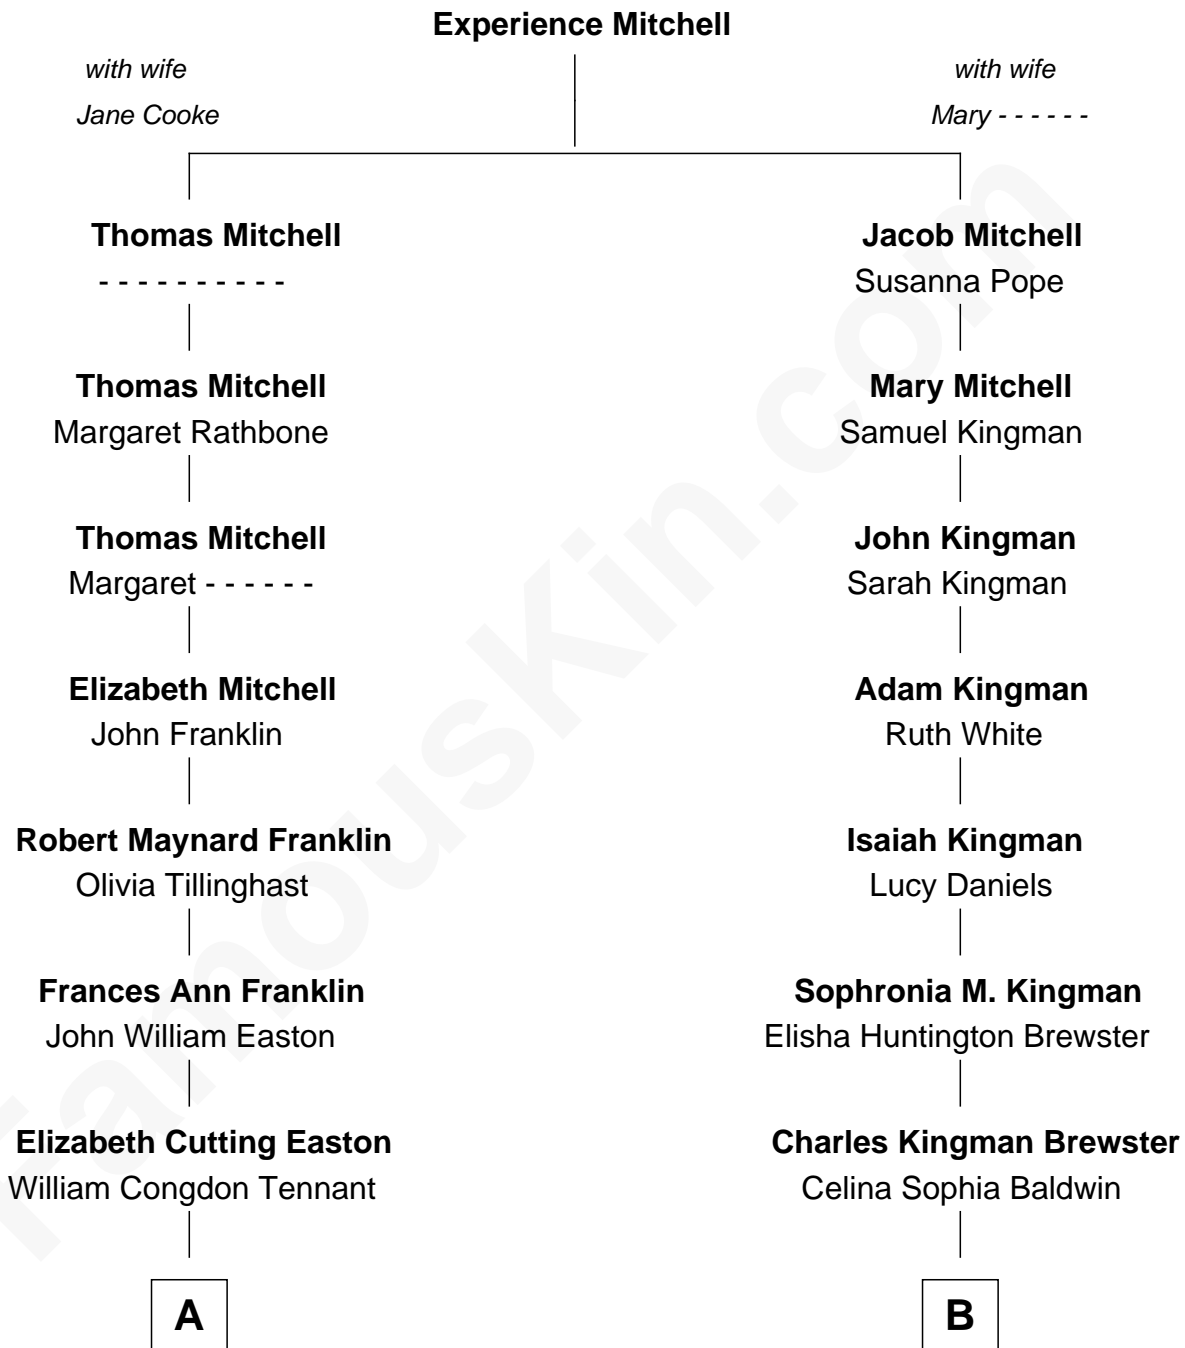 Experience Mitchell
with wife
Jane Cooke
with wife
Mary - - - - - -
Thomas Mitchell
- - - - - - - - - -
Thomas Mitchell
Margaret Rathbone
Thomas Mitchell
Margaret - - - - - -
Elizabeth Mitchell
John Franklin
Robert Maynard Franklin
Olivia Tillinghast
Frances Ann Franklin
John William Easton
Elizabeth Cutting Easton
William Congdon Tennant
A
Jacob Mitchell
Susanna Pope
Mary Mitchell
Samuel Kingman
John Kingman
Sarah Kingman
Adam Kingman
Ruth White
Isaiah Kingman
Lucy Daniels
Sophronia M. Kingman
Elisha Huntington Brewster
Charles Kingman Brewster
Celina Sophia Baldwin
B
FamousKin.com